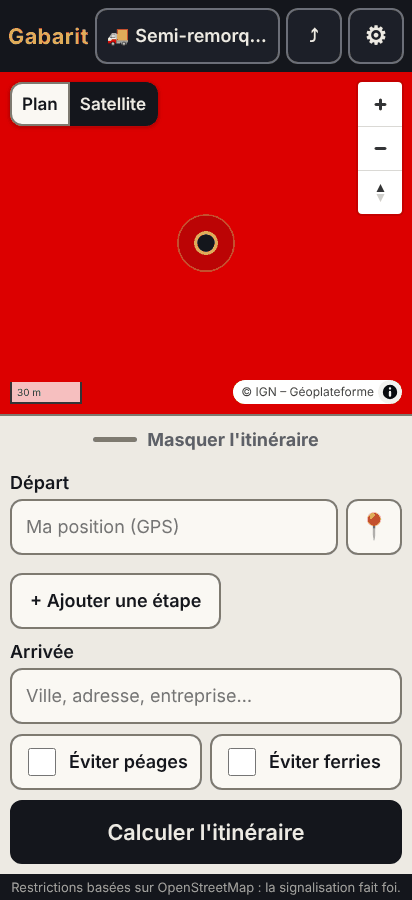 Gabarit
🚚 Semi-remorq...
⤴
⚙
Plan
Satellite
+
−
30 m
© IGN – Géoplateforme
Masquer l'itinéraire
Départ
Ma position (GPS)
+ Ajouter une étape
Arrivée
Ville, adresse, entreprise...
Éviter péages
Éviter ferries
Calculer l'itinéraire
Restrictions basées sur OpenStreetMap : la signalisation fait foi.